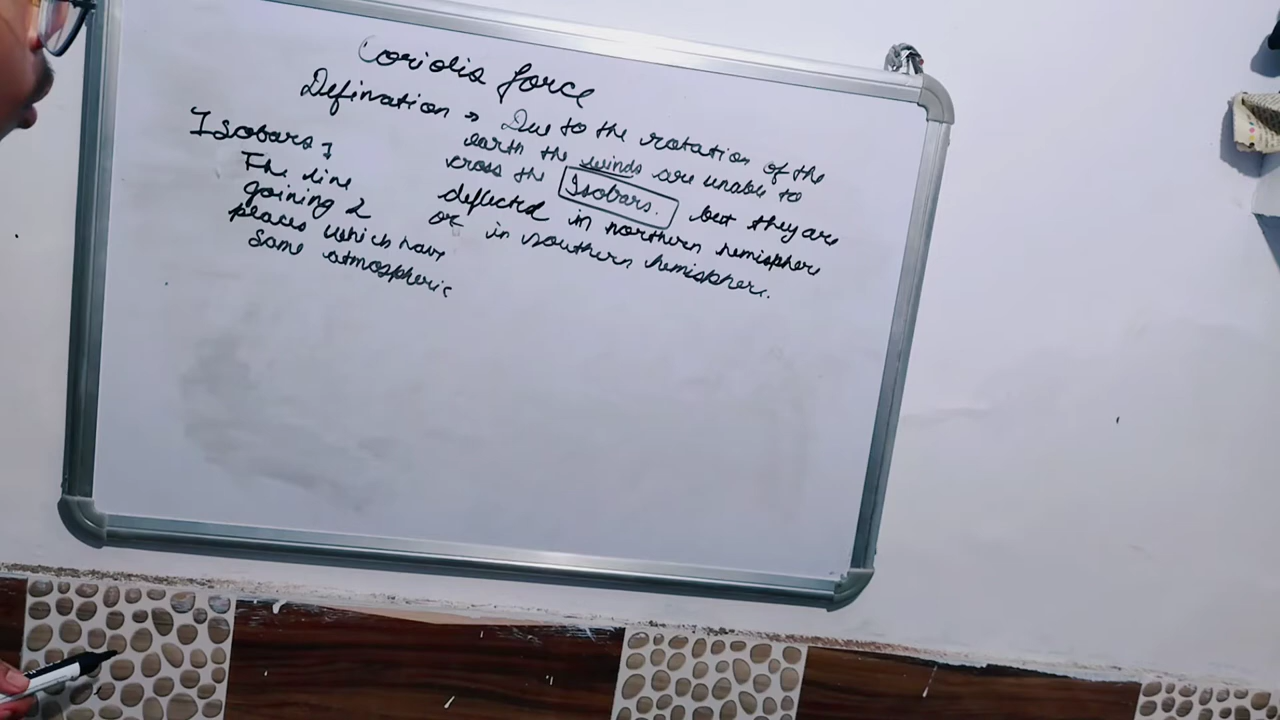 Coriolis force
Defination → Due to the rotation of the
earth the winds are unable to
cross the Isobars. but they are
deflected in northern hemisphere
or in southern hemisphere.
Isobars →
The line
joining 2
places which have
same atmospheric